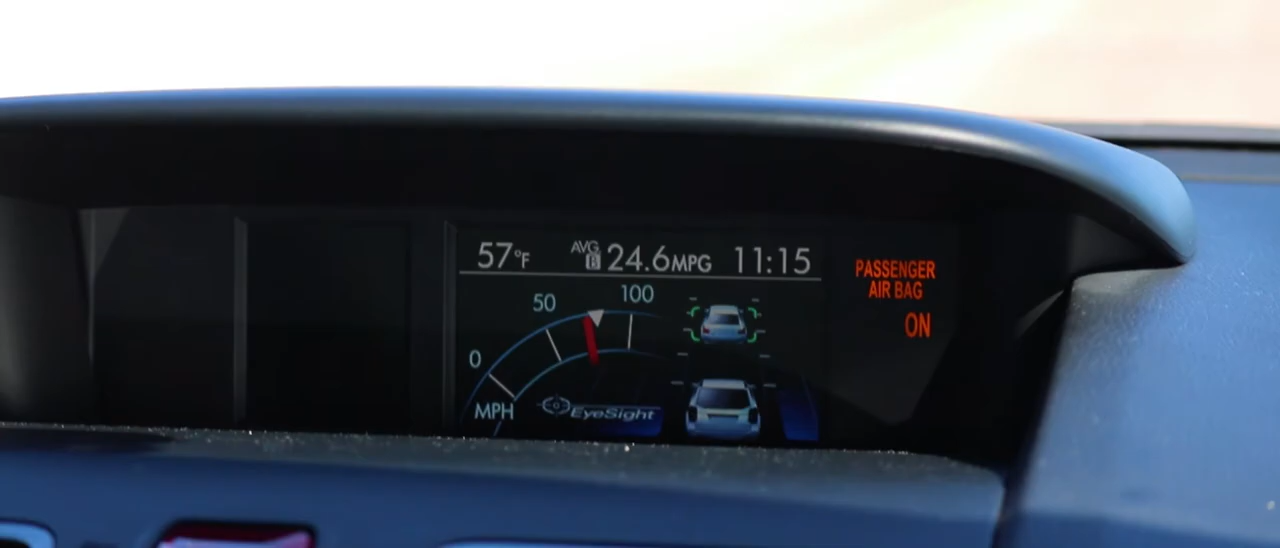 57°F AVG B 24.6MPG 11:15
PASSENGER
AIR BAG
ON
50 100
0
MPH EyeSight